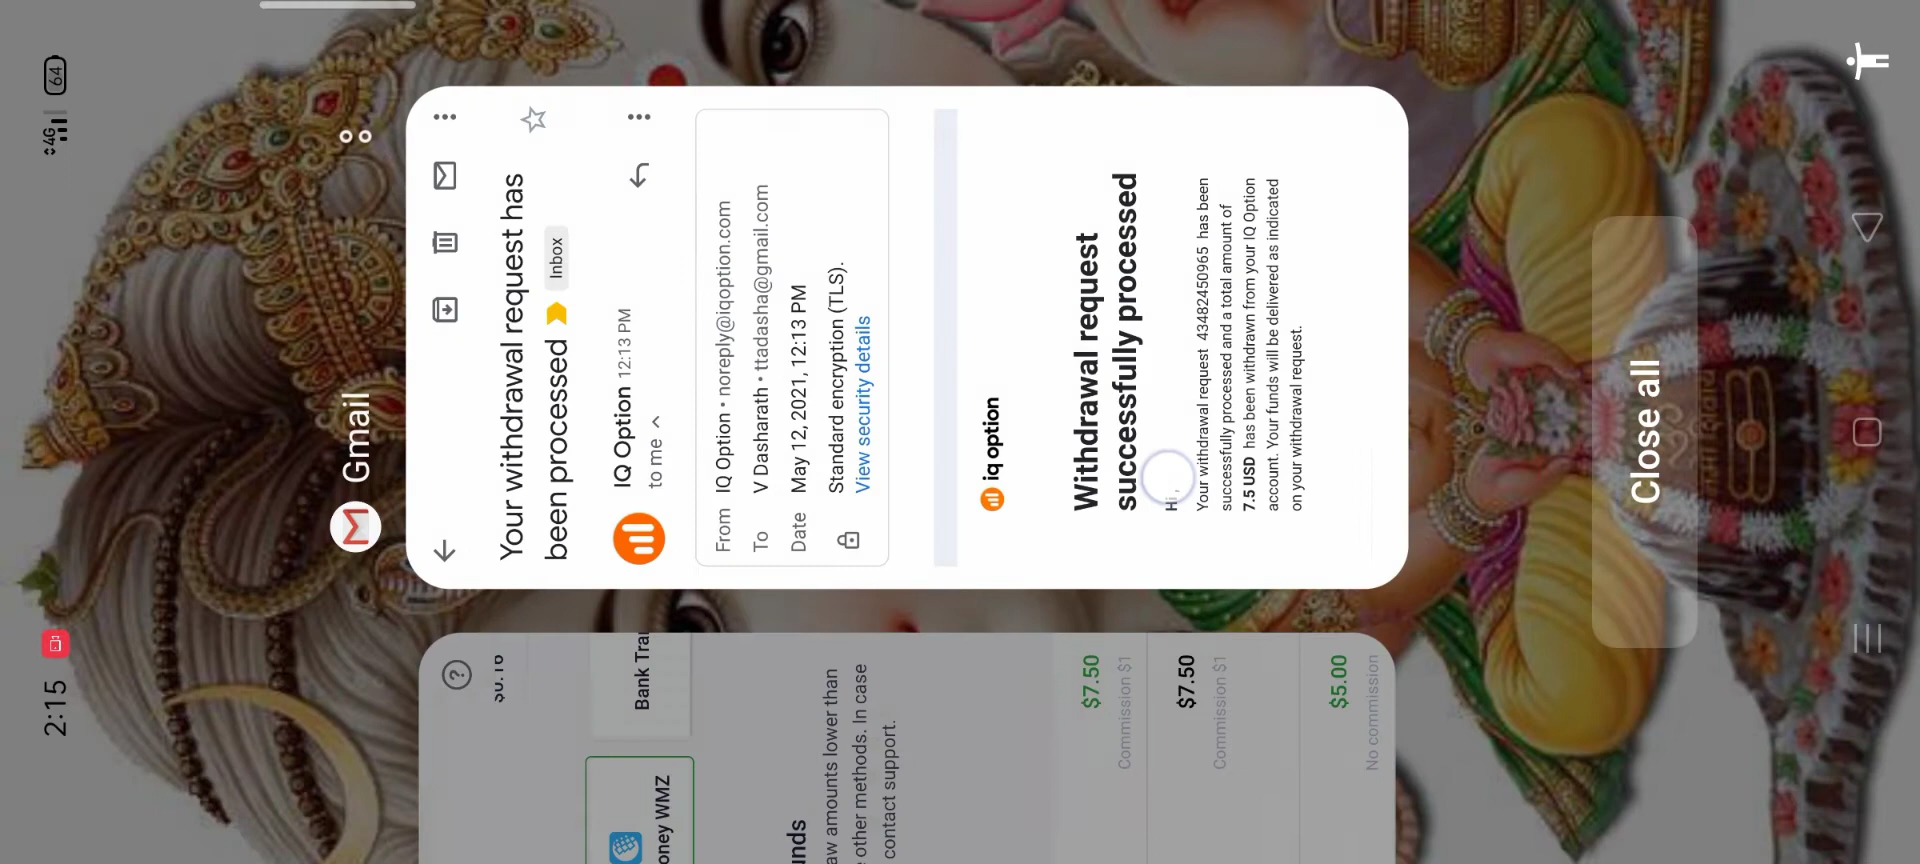 2:15
4G
64
Gmail
Your withdrawal request has
been processed
Inbox
IQ Option 12:13 PM
to me
From IQ Option • noreply@iqoption.com
To V Dasharath • ttadasha@gmail.com
Date May 12, 2021, 12:13 PM
Standard encryption (TLS).
View security details
iq option
Withdrawal request
successfully processed
Hi ,
Your withdrawal request 43482450965 has been
successfully processed and a total amount of
7.5 USD has been withdrawn from your IQ Option
account. Your funds will be delivered as indicated
on your withdrawal request.
?
$0.16
Bank Tra
oney WMZ
unds
aw amounts lower than
other methods. In case
contact support.
$7.50
Commission $1
$7.50
Commission $1
$5.00
No commission
Close all